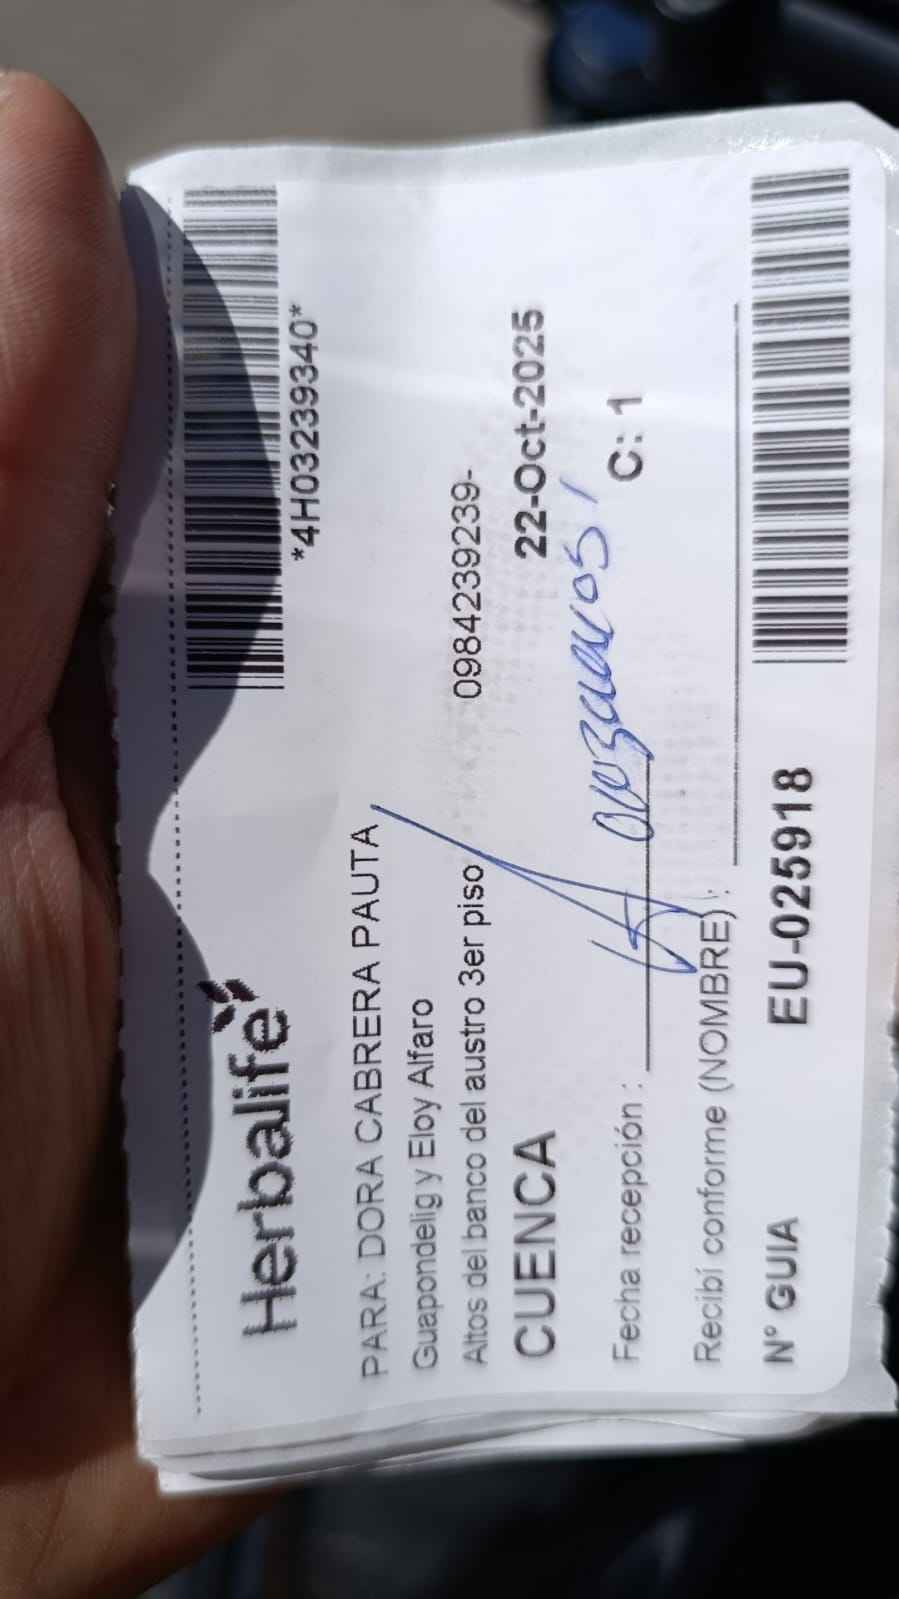 *4H03239340*
Herbalife
PARA: DORA CABRERA PAUTA
Guapondelig y Eloy Alfaro
Altos del banco del austro 3er piso 0984239239-
CUENCA 22-Oct-2025
Fecha recepción : C: 1
Recibí conforme (NOMBRE) :
Nº GUIA EU-025918